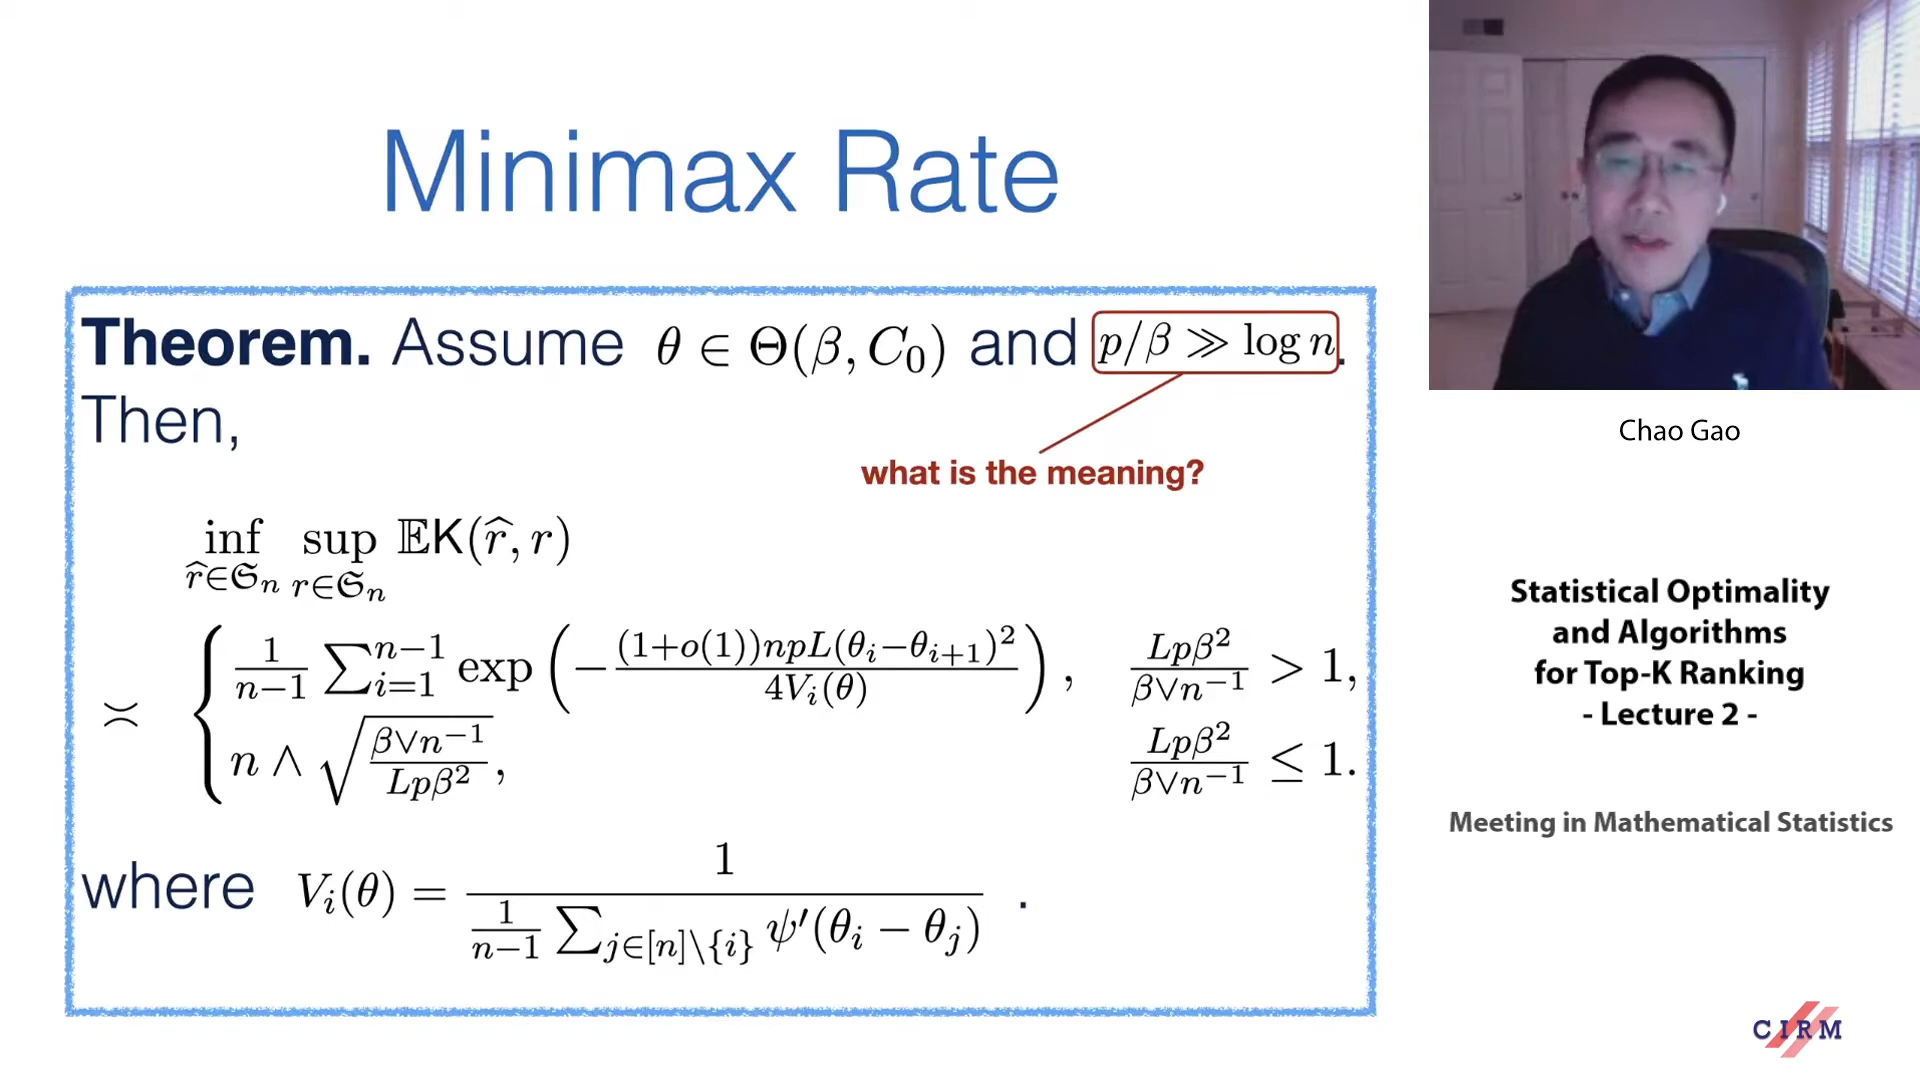 Minimax Rate
Theorem. Assume θ ∈ Θ(β, C₀) and p/β ≫ log n.
Then,
what is the meaning?
inf_{r̂∈𝔖ₙ} sup_{r∈𝔖ₙ} 𝔼K(r̂, r)
≍ { 1/(n−1) ∑_{i=1}^{n−1} exp(−(1+o(1))npL(θᵢ−θᵢ₊₁)²/4Vᵢ(θ)), Lpβ²/(β∨n⁻¹) > 1,
n ∧ √((β∨n⁻¹)/(Lpβ²)), Lpβ²/(β∨n⁻¹) ≤ 1.
where Vᵢ(θ) = 1/(1/(n−1) ∑_{j∈[n]\{i}} ψ′(θᵢ − θⱼ)) .
Chao Gao
Statistical Optimality
and Algorithms
for Top-K Ranking
- Lecture 2 -
Meeting in Mathematical Statistics
CIRM